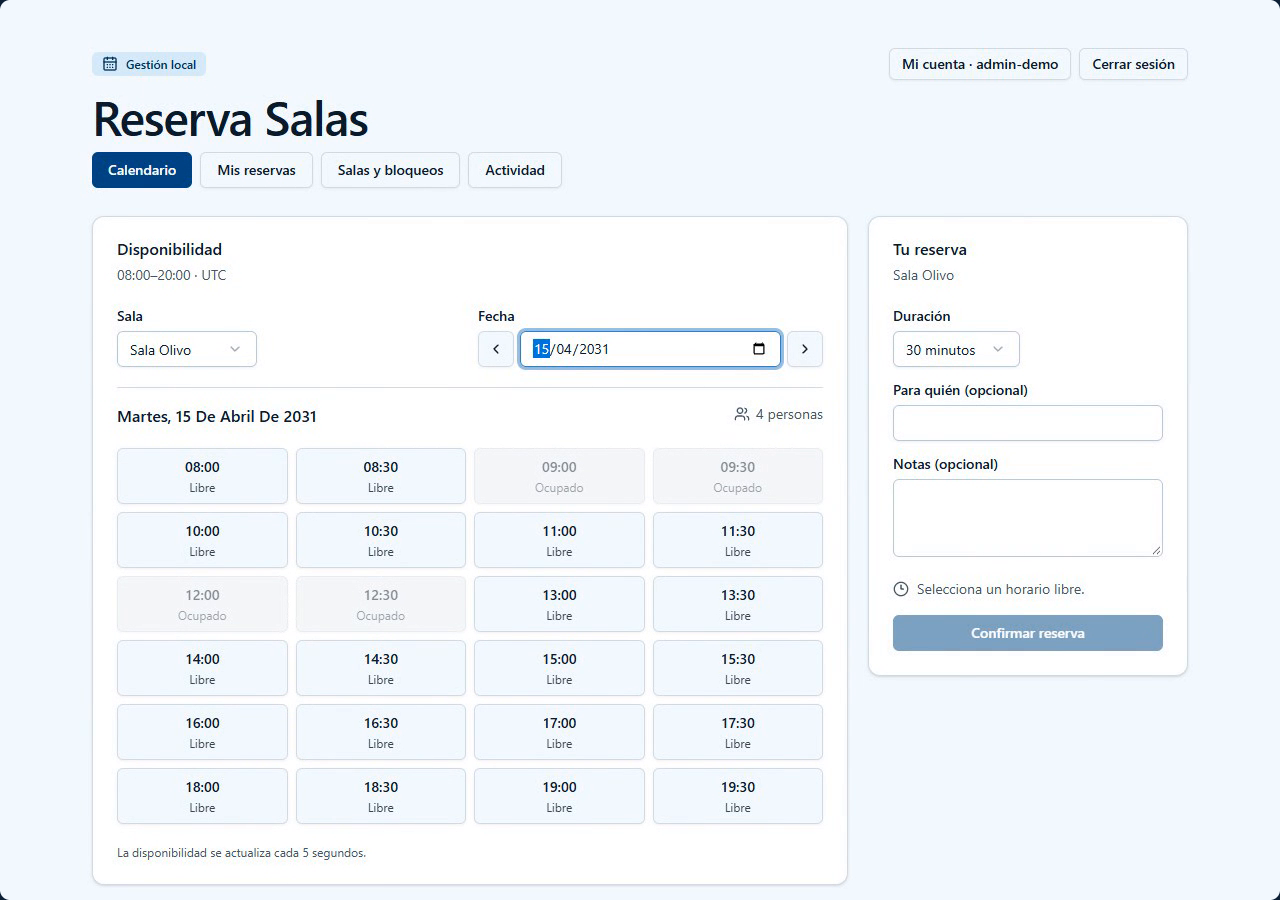 Gestión local
Mi cuenta · admin-demo
Cerrar sesión
Reserva Salas
Calendario
Mis reservas
Salas y bloqueos
Actividad
Disponibilidad
08:00–20:00 · UTC
Sala
Fecha
Sala Olivo
15/04/2031
Martes, 15 De Abril De 2031
4 personas
08:00
Libre
08:30
Libre
09:00
Ocupado
09:30
Ocupado
10:00
Libre
10:30
Libre
11:00
Libre
11:30
Libre
12:00
Ocupado
12:30
Ocupado
13:00
Libre
13:30
Libre
14:00
Libre
14:30
Libre
15:00
Libre
15:30
Libre
16:00
Libre
16:30
Libre
17:00
Libre
17:30
Libre
18:00
Libre
18:30
Libre
19:00
Libre
19:30
Libre
La disponibilidad se actualiza cada 5 segundos.
Tu reserva
Sala Olivo
Duración
30 minutos
Para quién (opcional)
Notas (opcional)
Selecciona un horario libre.
Confirmar reserva